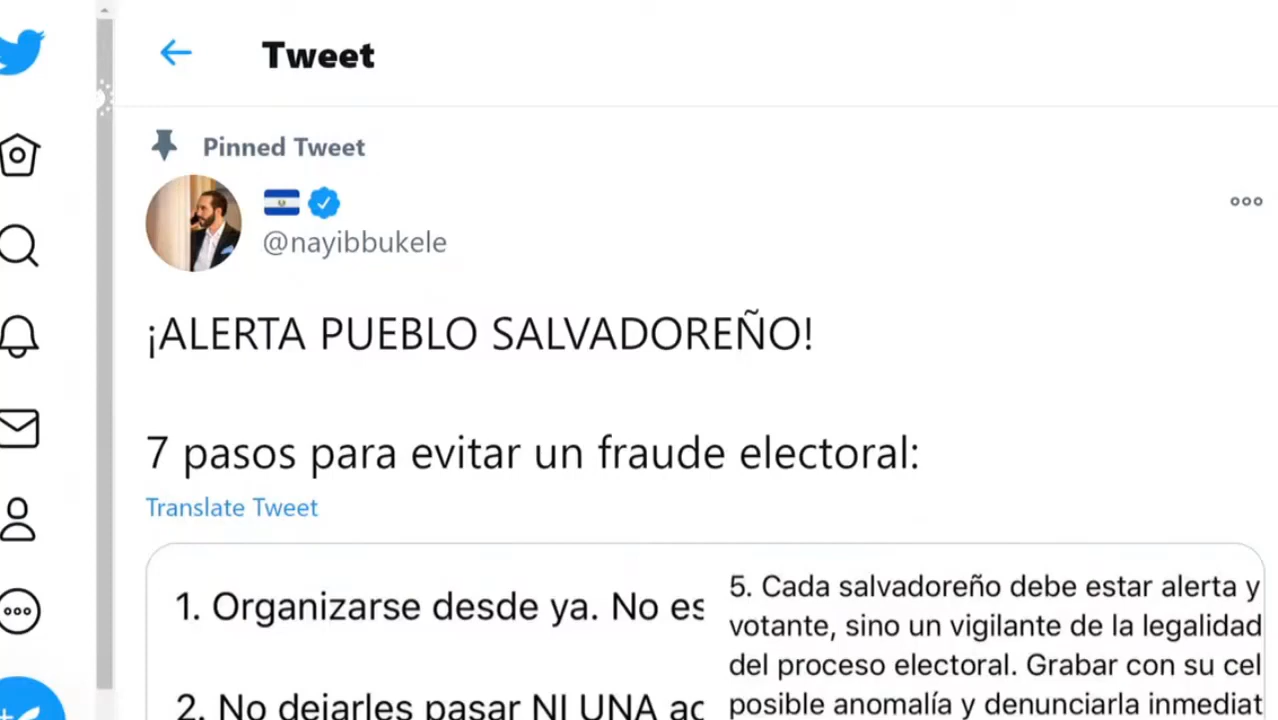 Tweet
Pinned Tweet
@nayibbukele
¡ALERTA PUEBLO SALVADOREÑO!
7 pasos para evitar un fraude electoral:
Translate Tweet
1. Organizarse desde ya. No es
2. No dejarles pasar NI UNA
5. Cada salvadoreño debe estar alerta y
votante, sino un vigilante de la legalidad
del proceso electoral. Grabar con su cel
posible anomalía y denunciarla inmediat